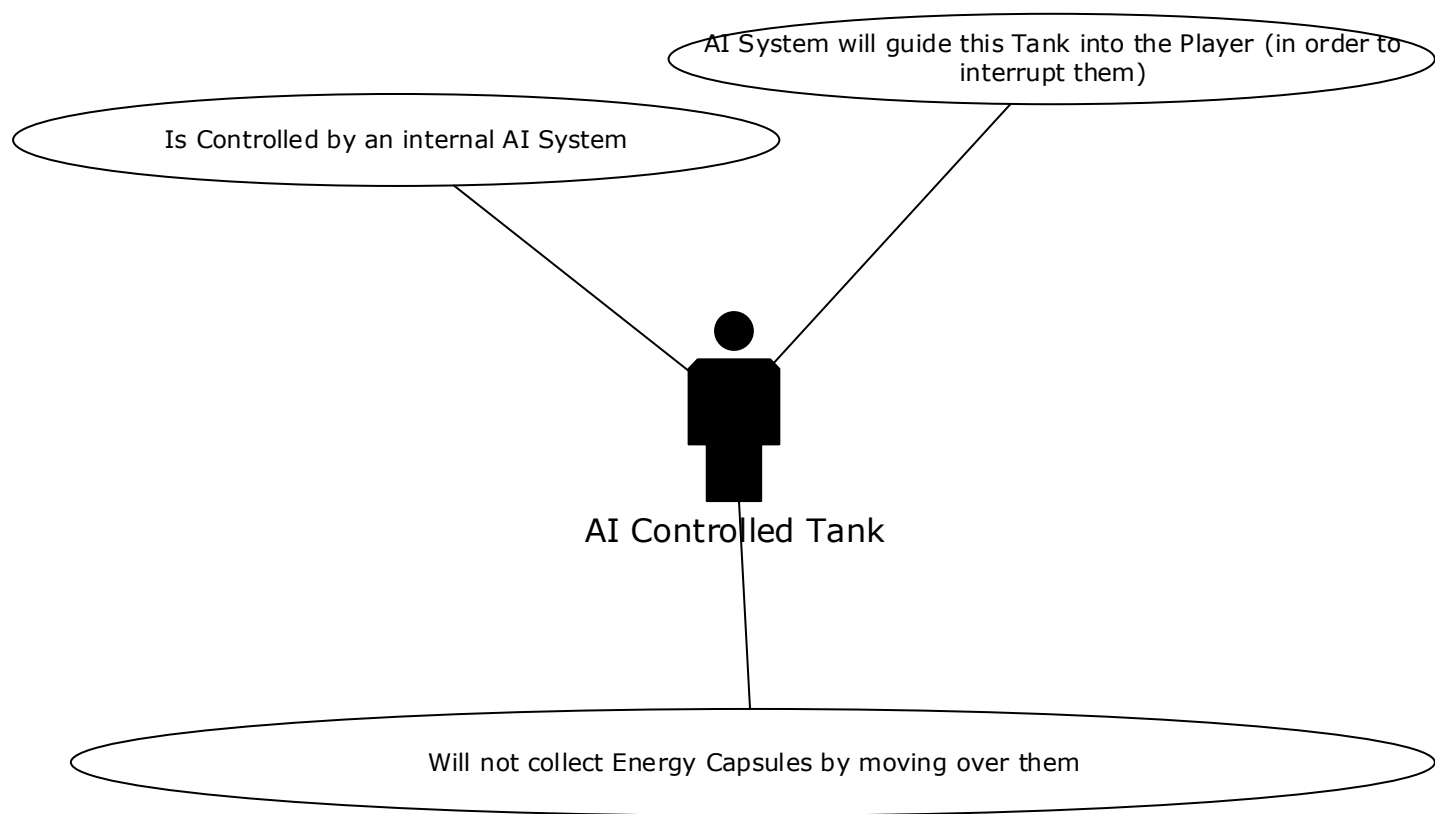 AI System will guide this Tank into the Player (in order to
interrupt them)
Is Controlled by an internal AI System
AI Controlled Tank
Will not collect Energy Capsules by moving over them